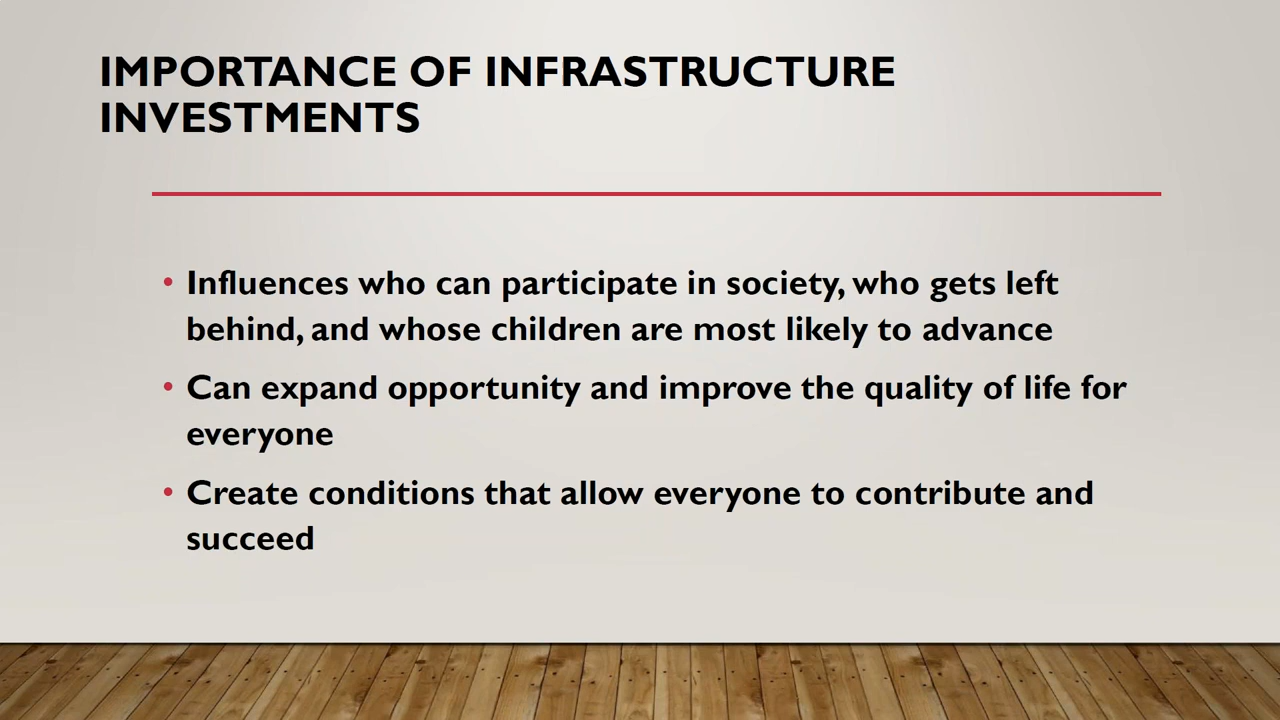 IMPORTANCE OF INFRASTRUCTURE
INVESTMENTS
• Influences who can participate in society, who gets left
behind, and whose children are most likely to advance
• Can expand opportunity and improve the quality of life for
everyone
• Create conditions that allow everyone to contribute and
succeed